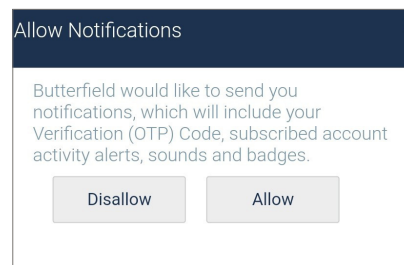 Allow Notifications
Butterfield would like to send you
notifications, which will include your
Verification (OTP) Code, subscribed account
activity alerts, sounds and badges.
Disallow
Allow